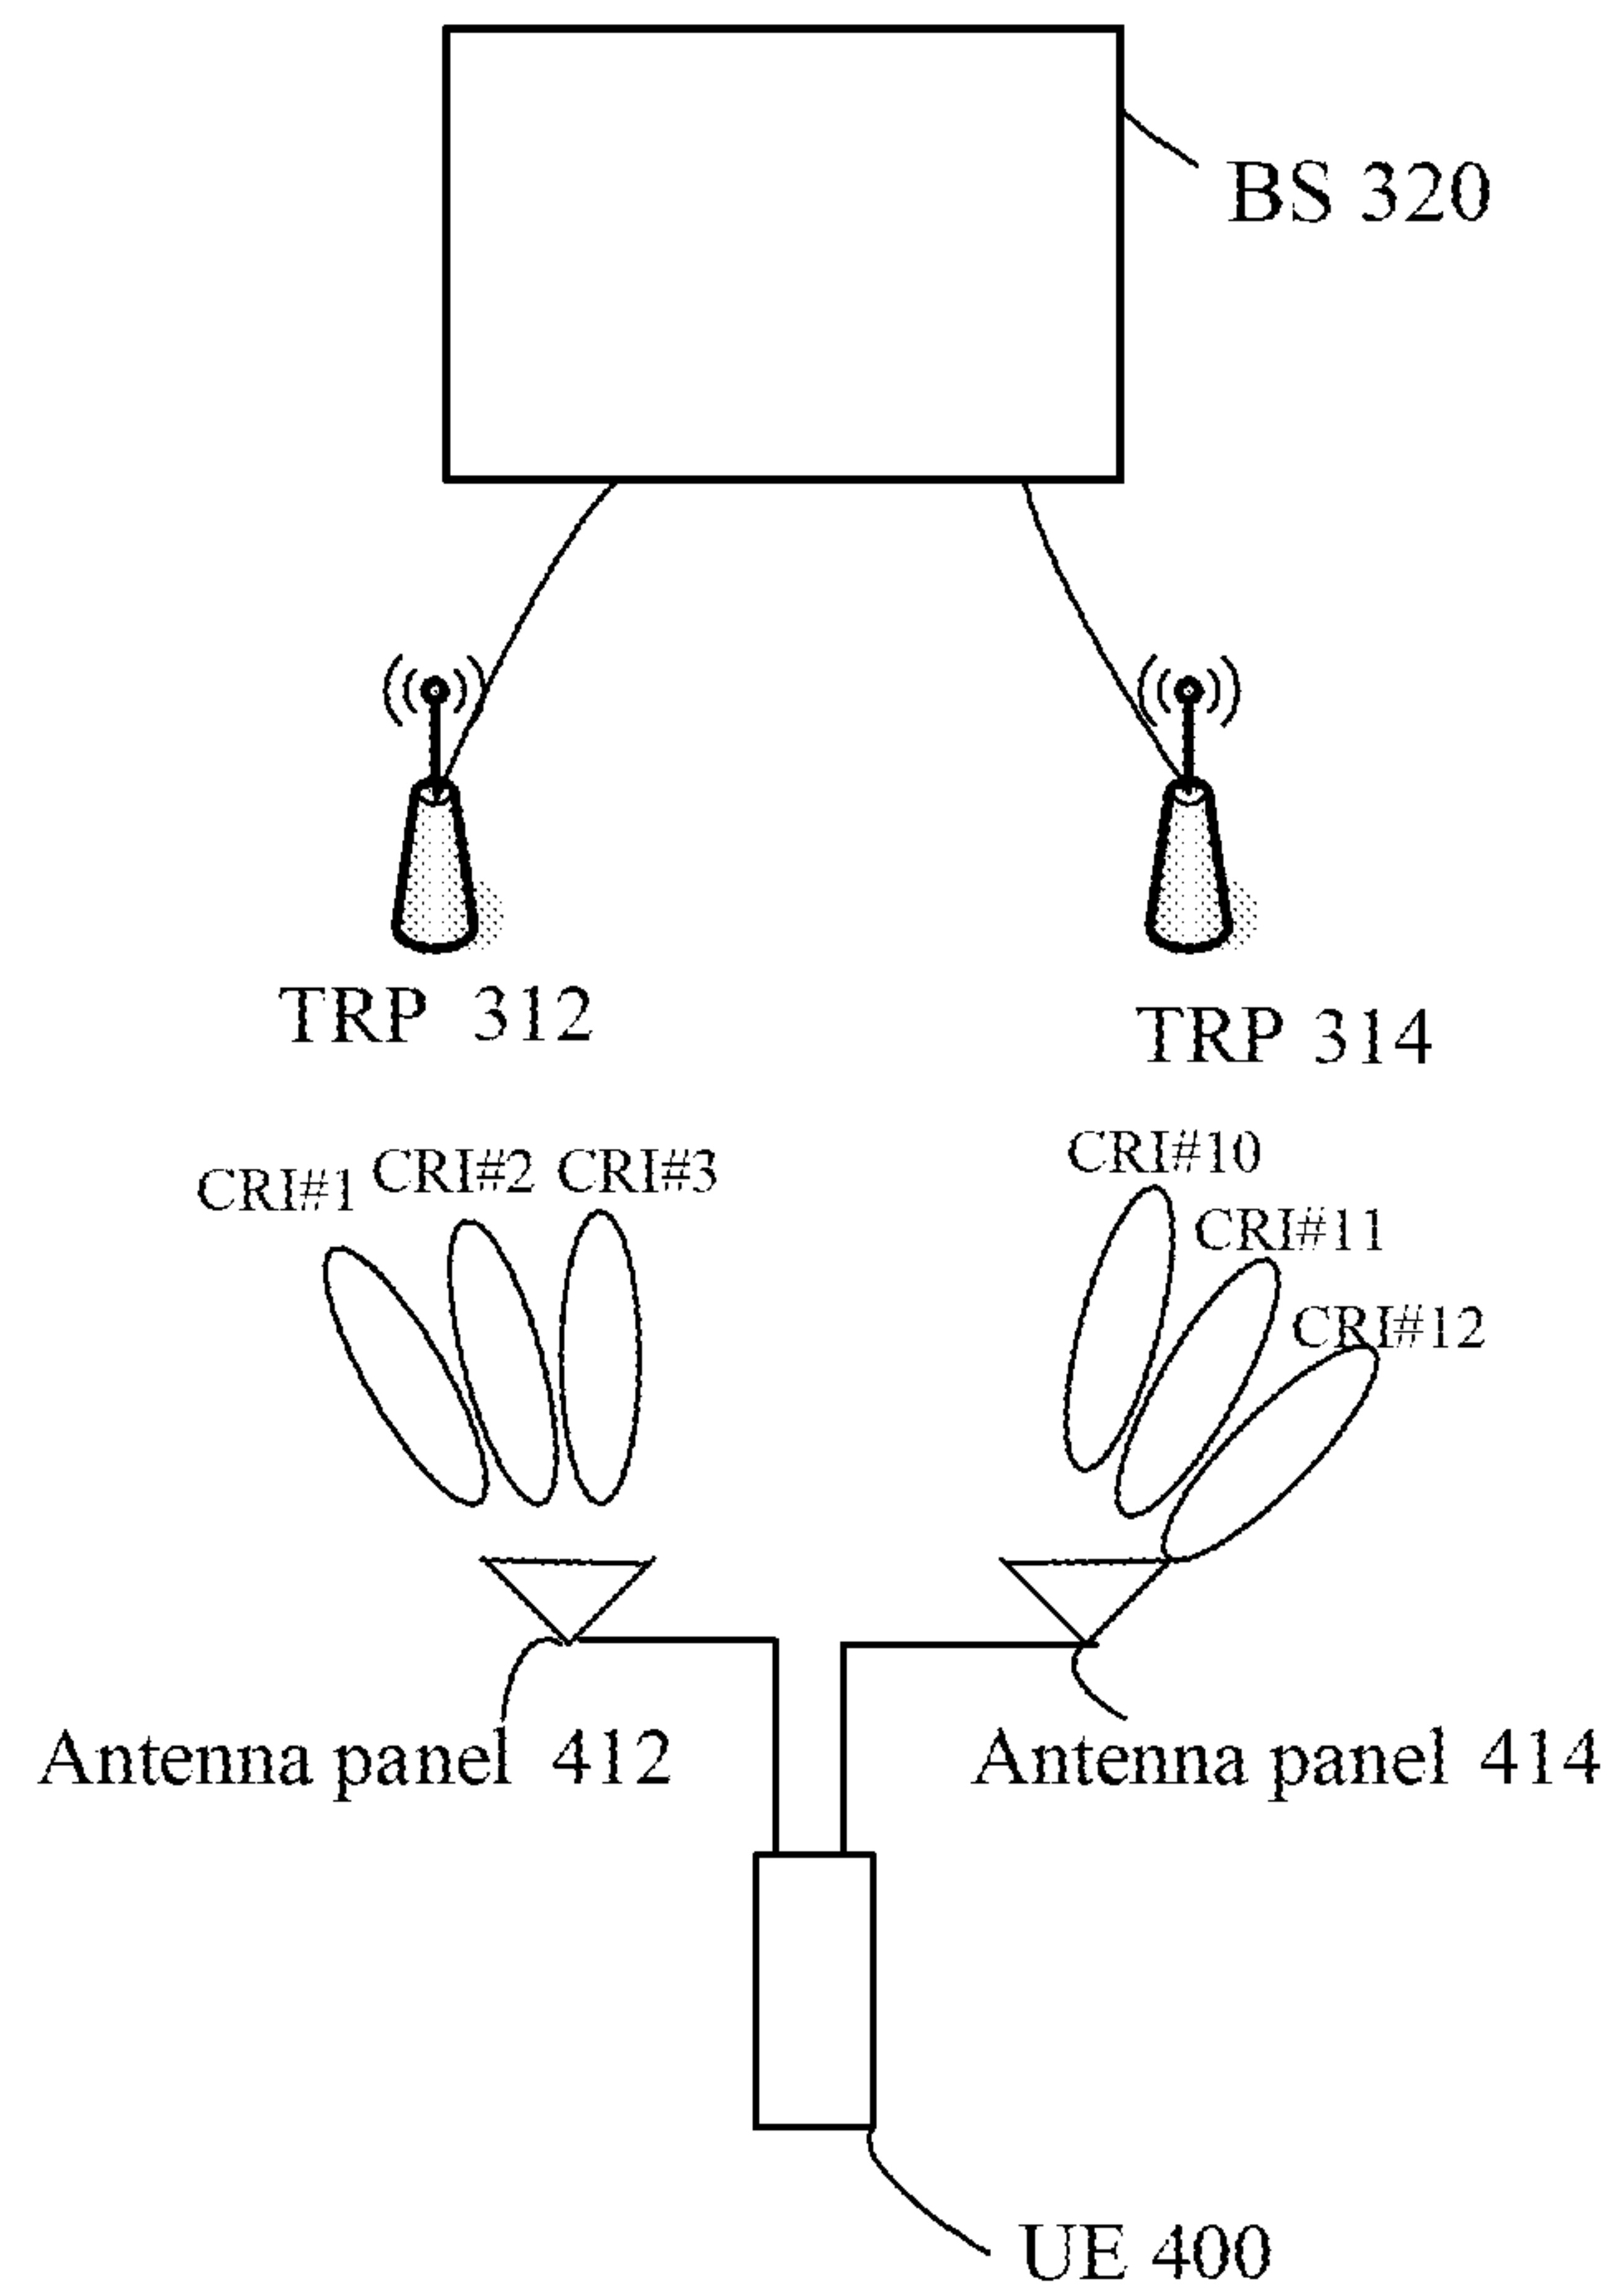 BS 320
TRP 312
TRP 314
CRI#1
CRI#2
CRI#3
CRI#10
CRI#11
CRI#12
Antenna panel 412
Antenna panel 414
UE 400